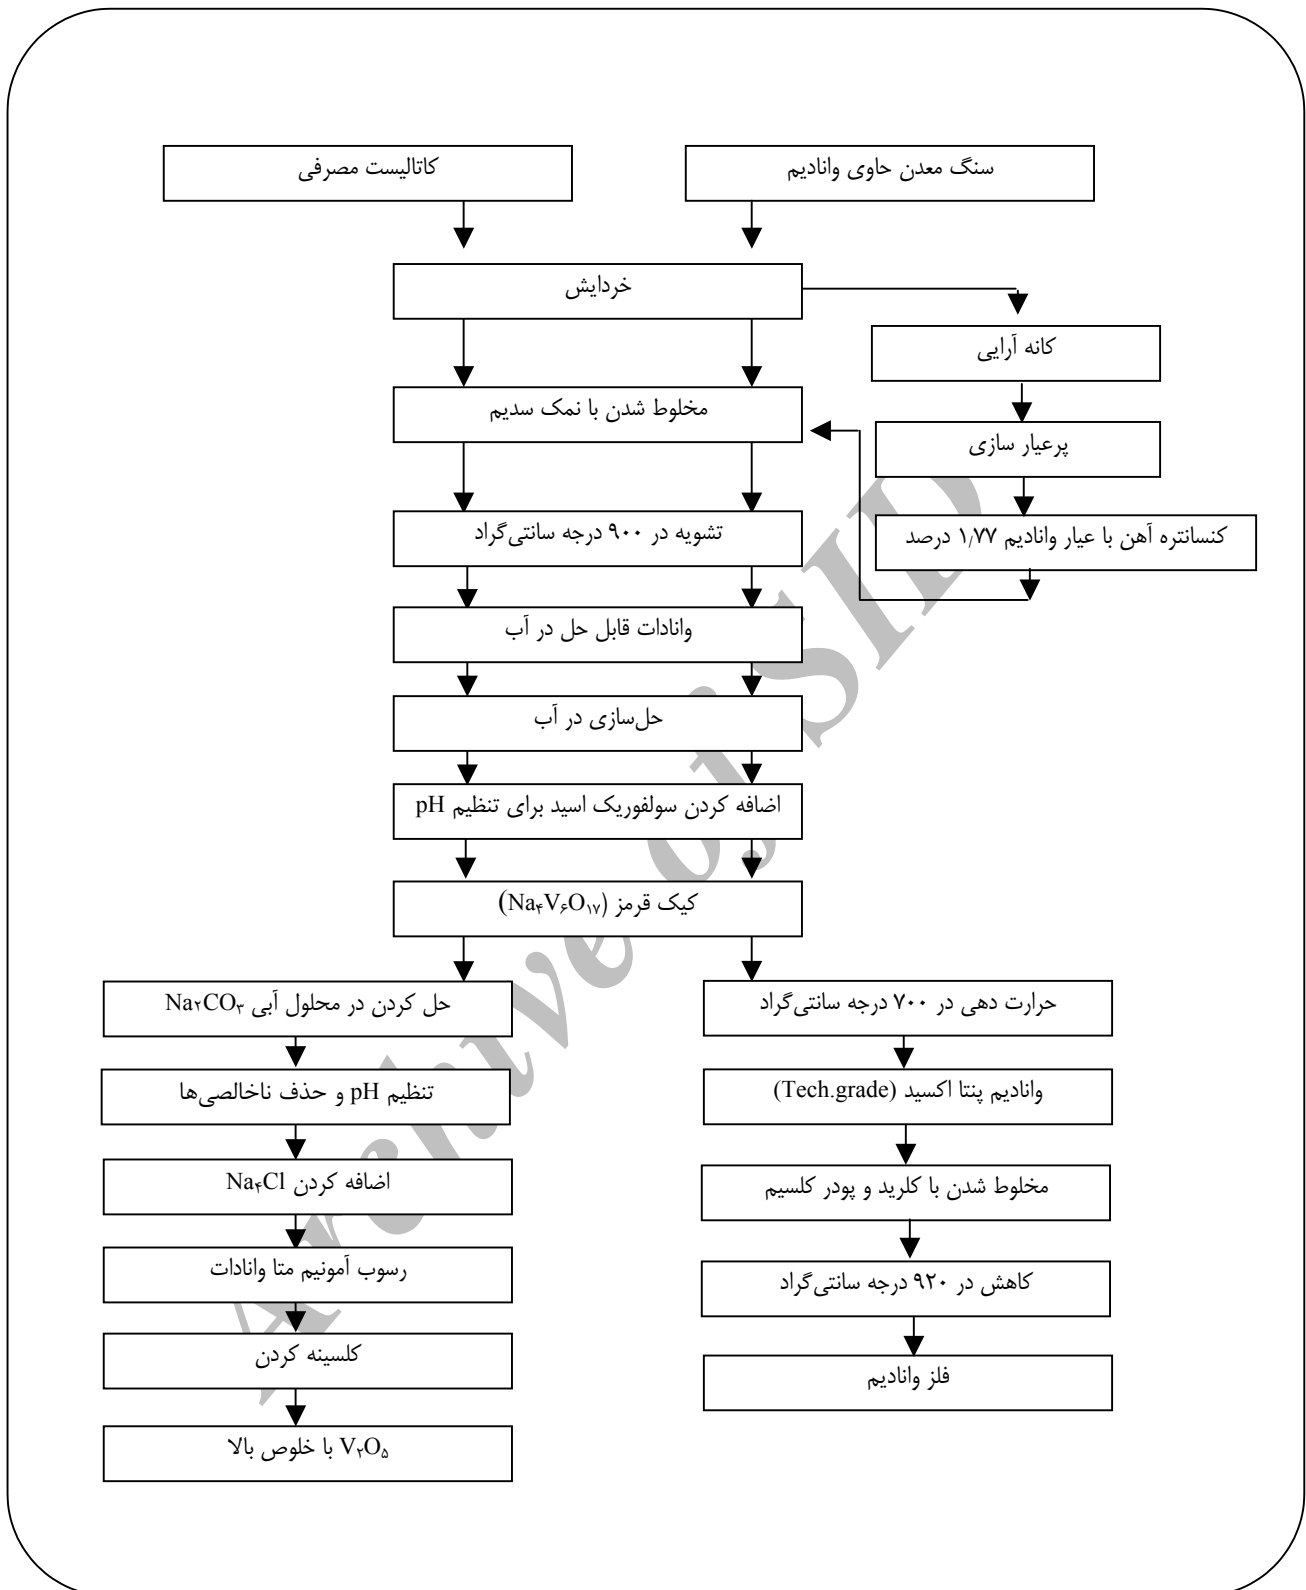 سنگ معدن حاوی وانادیم
کاتالیست مصرفی
خردایش
کانه آرایی
پرعیار سازی
کنسانتره آهن با عیار وانادیم ۱٫۷۷ درصد
مخلوط شدن با نمک سدیم
تشویه در ۹۰۰ درجه سانتی‌گراد
وانادات قابل حل در آب
حل‌سازی در آب
اضافه کردن سولفوریک اسید برای تنظیم pH
کیک قرمز (Na۴V۶O۱۷)
حرارت دهی در ۷۰۰ درجه سانتی‌گراد
وانادیم پنتا اکسید (Tech.grade)
مخلوط شدن با کلرید و پودر کلسیم
کاهش در ۹۲۰ درجه سانتی‌گراد
فلز وانادیم
حل کردن در محلول آبی Na۲CO۳
تنظیم pH و حذف ناخالصی‌ها
اضافه کردن Na۴Cl
رسوب آمونیم متا وانادات
کلسینه کردن
V۲O۵ با خلوص بالا
Archive of SID